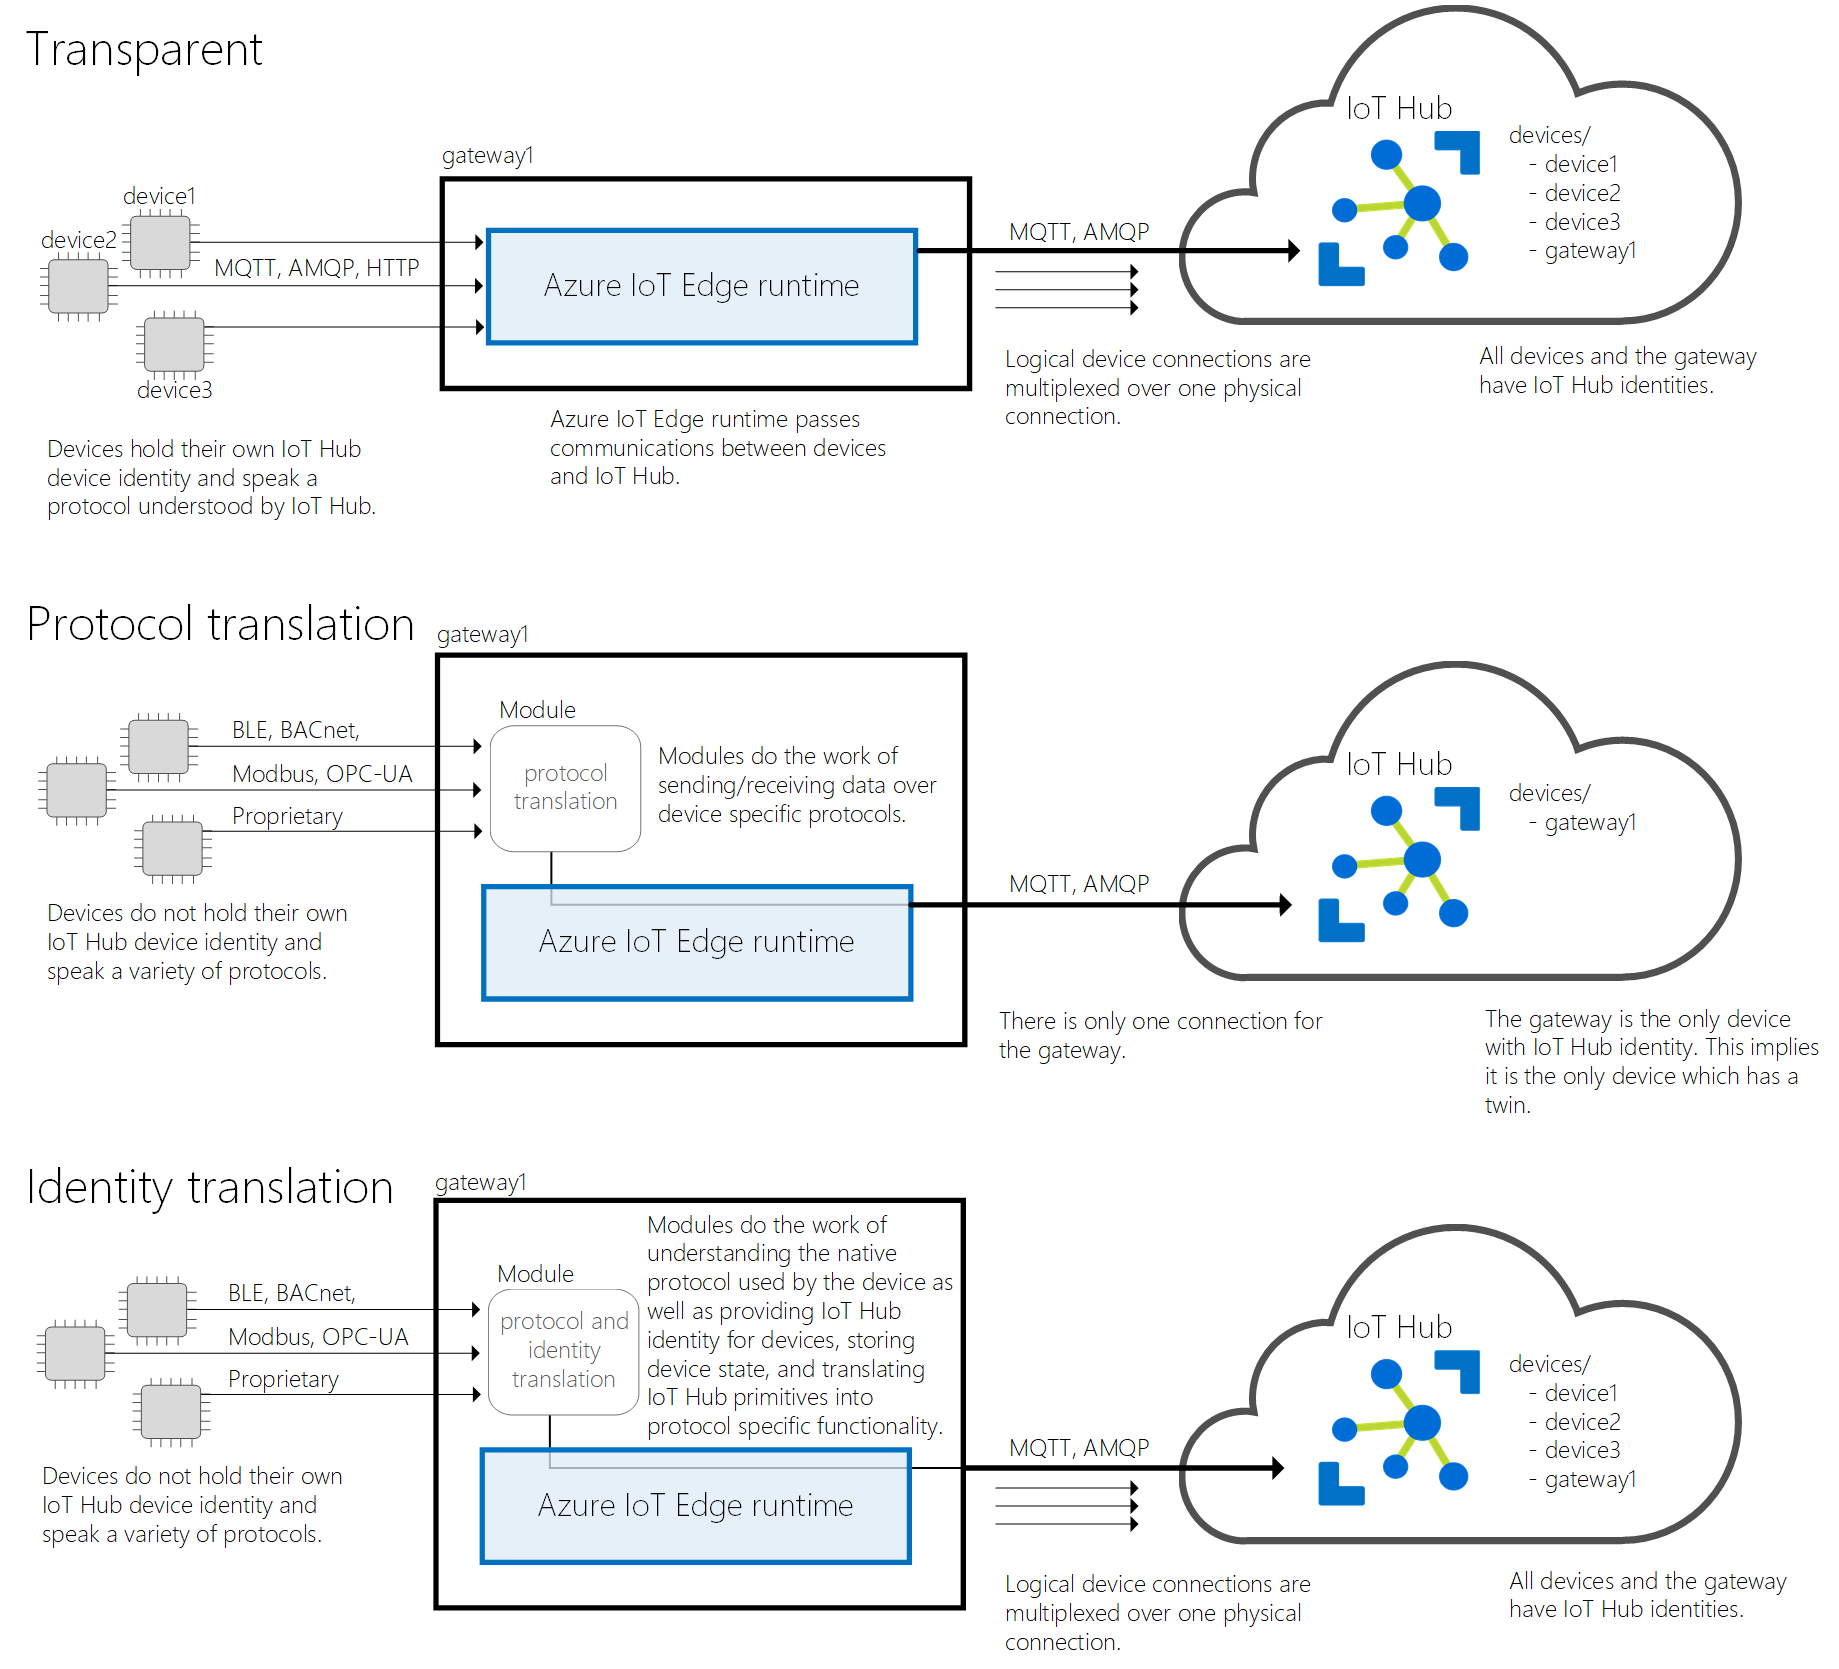 Transparent
IoT Hub
devices/
- device1
- device2
- device3
- gateway1
gateway1
device1
device2
MQTT, AMQP, HTTP
device3
Azure IoT Edge runtime
MQTT, AMQP
Devices hold their own IoT Hub
device identity and speak a
protocol understood by IoT Hub.
Azure IoT Edge runtime passes
communications between devices
and IoT Hub.
Logical device connections are
multiplexed over one physical
connection.
All devices and the gateway
have IoT Hub identities.
Protocol translation
gateway1
BLE, BACnet,
Modbus, OPC-UA
Proprietary
Module
protocol
translation
Modules do the work of
sending/receiving data over
device specific protocols.
Azure IoT Edge runtime
MQTT, AMQP
IoT Hub
devices/
- gateway1
Devices do not hold their own
IoT Hub device identity and
speak a variety of protocols.
There is only one connection for
the gateway.
The gateway is the only device
with IoT Hub identity. This implies
it is the only device which has a
twin.
Identity translation
gateway1
BLE, BACnet,
Modbus, OPC-UA
Proprietary
Module
protocol and
identity
translation
Modules do the work of
understanding the native
protocol used by the device as
well as providing IoT Hub
identity for devices, storing
device state, and translating
IoT Hub primitives into
protocol specific functionality.
Azure IoT Edge runtime
MQTT, AMQP
IoT Hub
devices/
- device1
- device2
- device3
- gateway1
Devices do not hold their own
IoT Hub device identity and
speak a variety of protocols.
Logical device connections are
multiplexed over one physical
connection.
All devices and the gateway
have IoT Hub identities.